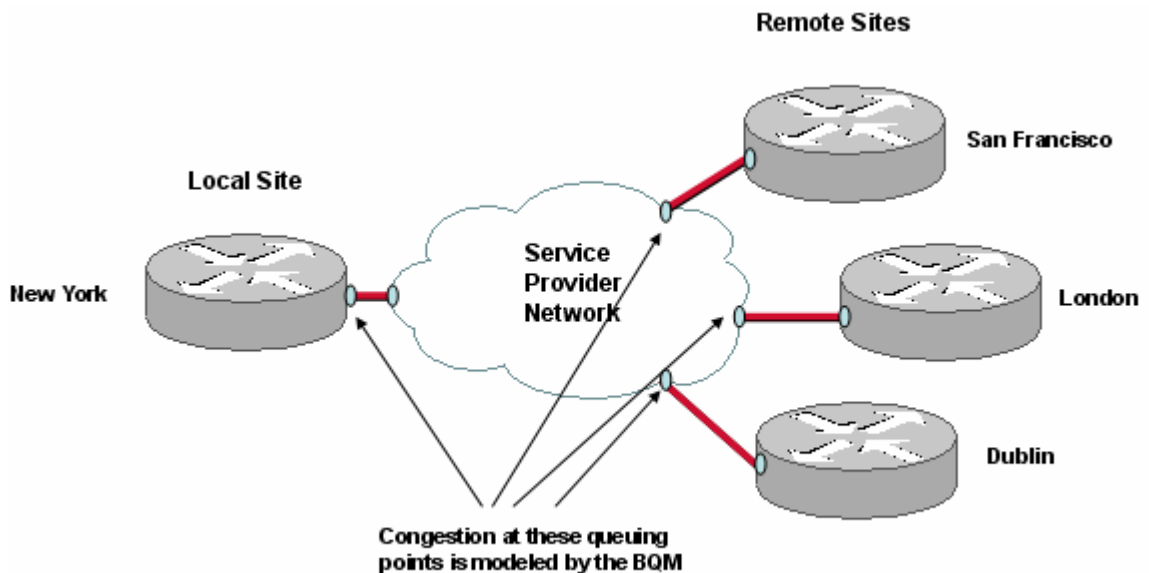 Remote Sites
San Francisco
Local Site
Service
Provider
Network
New York
London
Dublin
Congestion at these queuing
points is modeled by the BQM